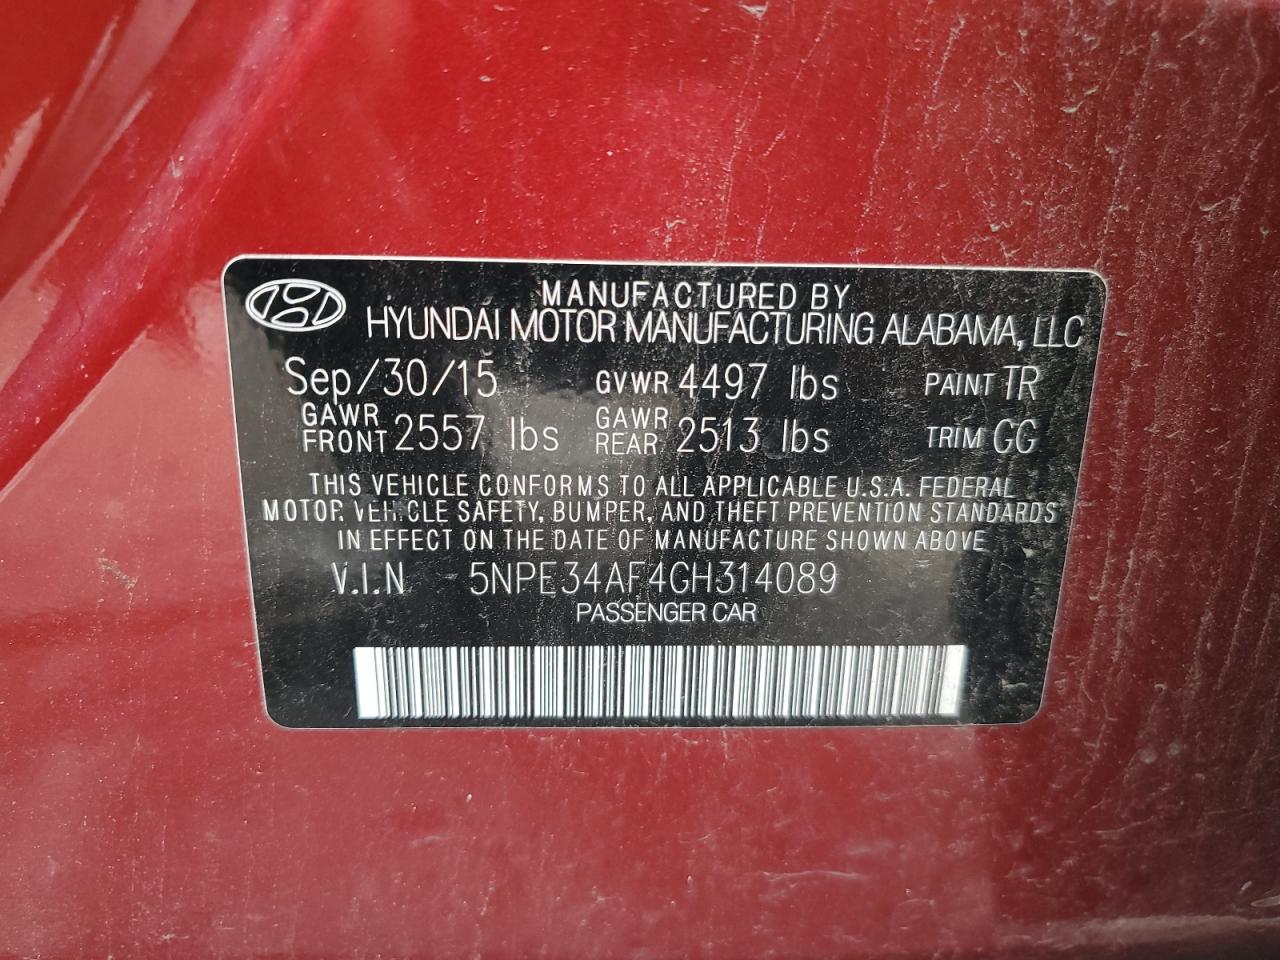 MANUFACTURED BY
HYUNDAI MOTOR MANUFACTURING ALABAMA, LLC
Sep/30/15 GVWR 4497 lbs PAINT TR
GAWR FRONT 2557 lbs GAWR REAR 2513 lbs TRIM GG
THIS VEHICLE CONFORMS TO ALL APPLICABLE U.S.A. FEDERAL
MOTOR VEHICLE SAFETY, BUMPER, AND THEFT PREVENTION STANDARDS
IN EFFECT ON THE DATE OF MANUFACTURE SHOWN ABOVE
V.I.N 5NPE34AF4GH314089
PASSENGER CAR